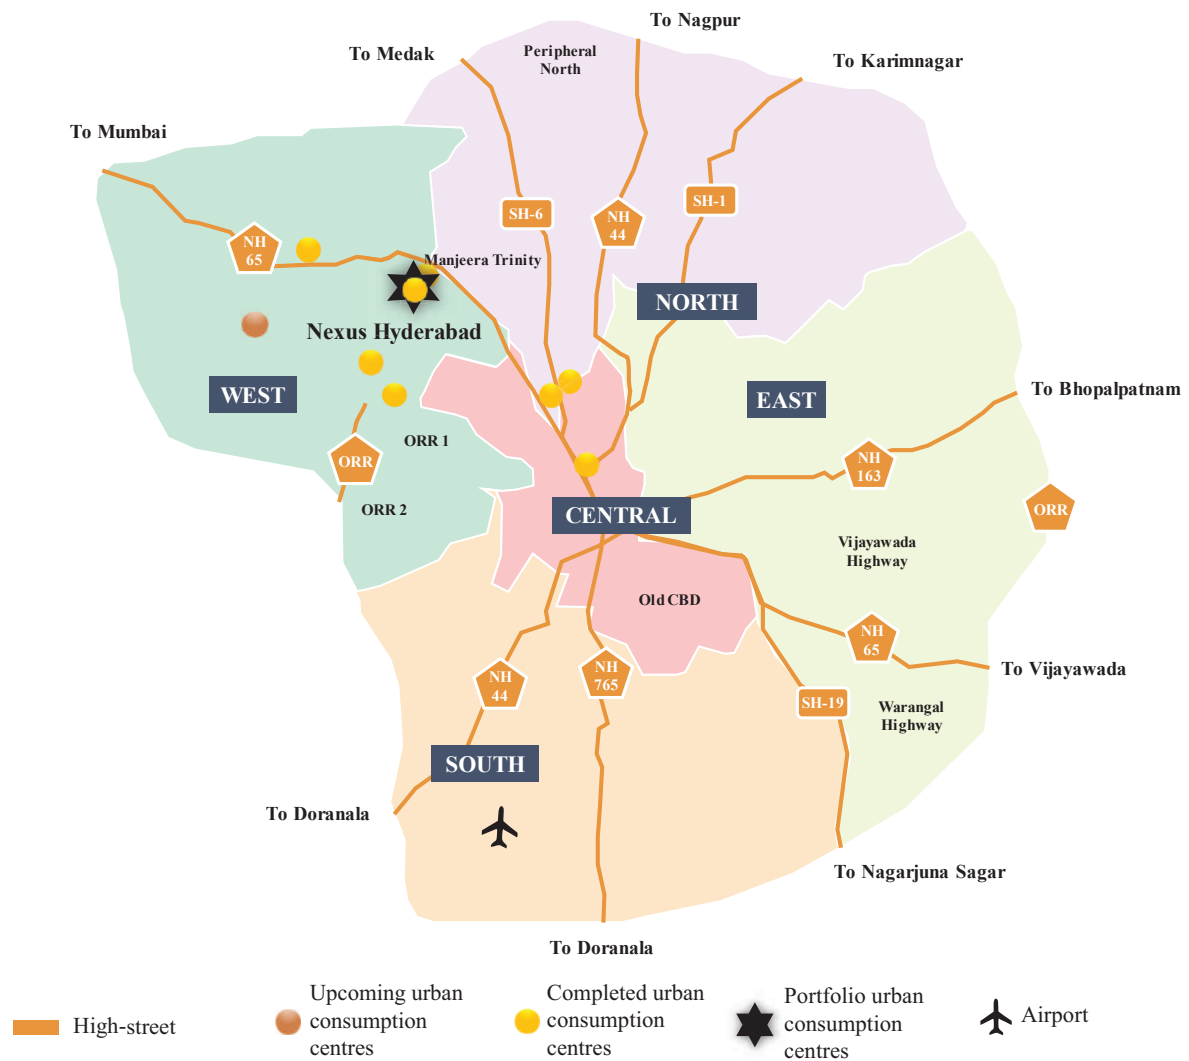 To Nagpur
To Medak
Peripheral
North
To Karimnagar
To Mumbai
SH-6
NH
44
SH-1
NH
65
Manjeera Trinity
NORTH
Nexus Hyderabad
WEST
EAST
To Bhopalpatnam
ORR 1
ORR
NH
163
ORR 2
CENTRAL
ORR
Vijayawada
Highway
Old CBD
NH
65
To Vijayawada
NH
44
NH
765
SH-19
Warangal
Highway
SOUTH
To Doranala
To Nagarjuna Sagar
To Doranala
High-street
Upcoming urban
consumption
centres
Completed urban
consumption
centres
Portfolio urban
consumption
centres
Airport